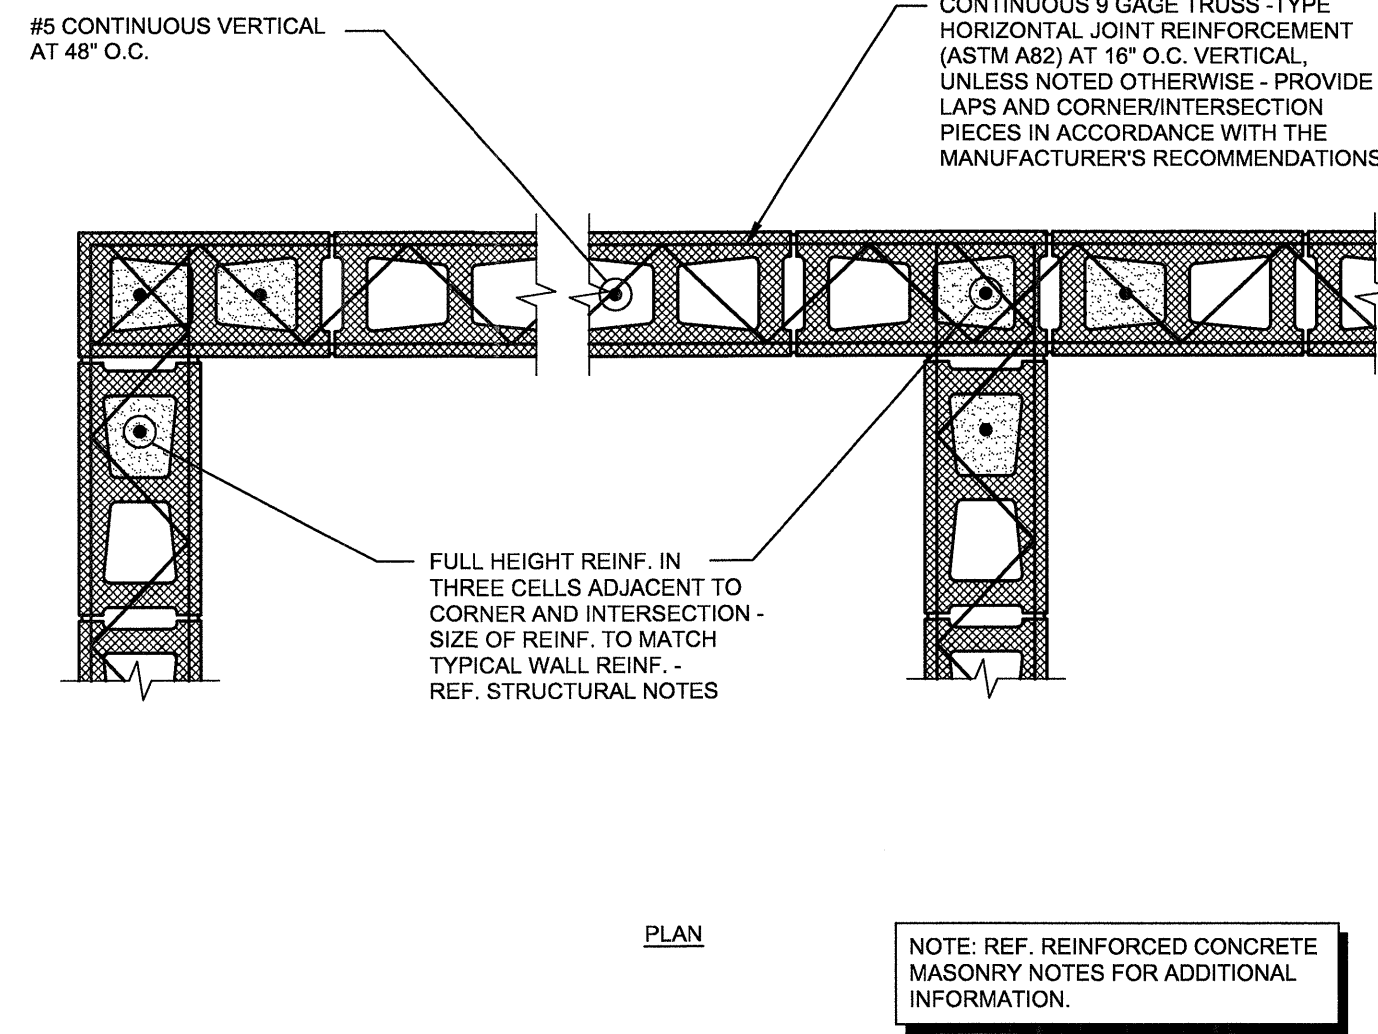 #5 CONTINUOUS VERTICAL
AT 48" O.C.
CONTINUOUS 9 GAGE TRUSS -TYPE
HORIZONTAL JOINT REINFORCEMENT
(ASTM A82) AT 16" O.C. VERTICAL,
UNLESS NOTED OTHERWISE - PROVIDE
LAPS AND CORNER/INTERSECTION
PIECES IN ACCORDANCE WITH THE
MANUFACTURER'S RECOMMENDATIONS
FULL HEIGHT REINF. IN
THREE CELLS ADJACENT TO
CORNER AND INTERSECTION -
SIZE OF REINF. TO MATCH
TYPICAL WALL REINF. -
REF. STRUCTURAL NOTES
PLAN
NOTE: REF. REINFORCED CONCRETE
MASONRY NOTES FOR ADDITIONAL
INFORMATION.